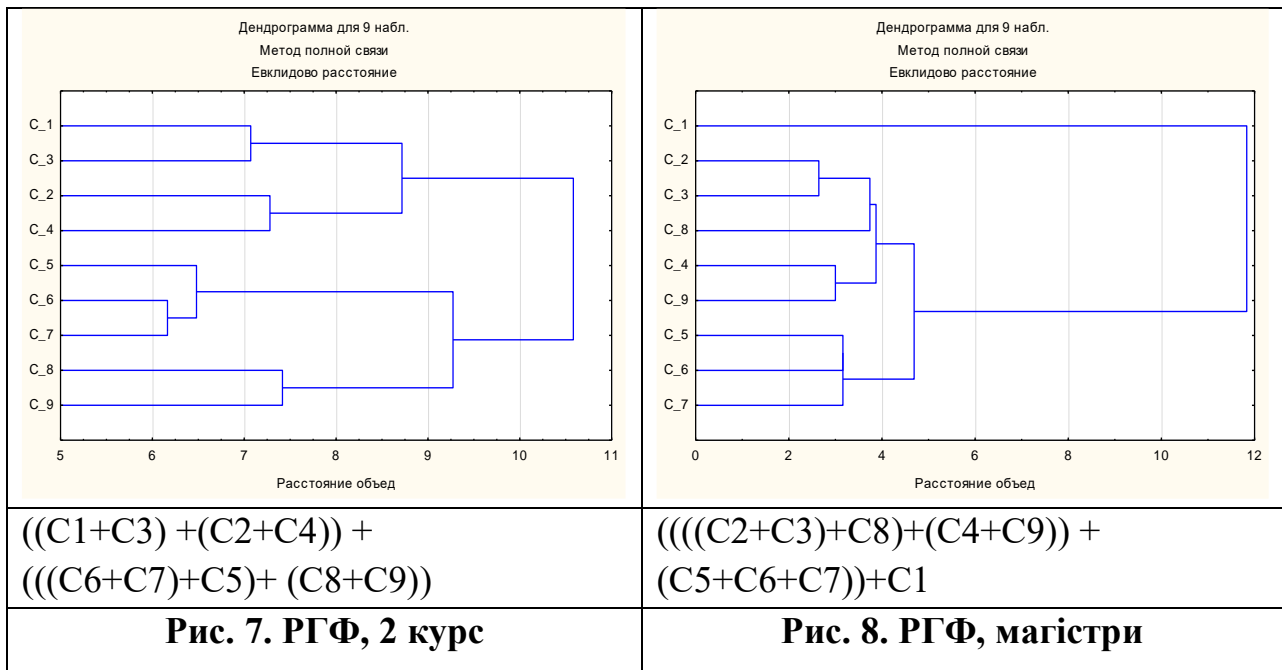 Дендрограмма для 9 набл.
Метод полной связи
Евклидово расстояние
C_1
C_3
C_2
C_4
C_5
C_6
C_7
C_8
C_9
5 6 7 8 9 10 11
Расстояние объед
((C1+C3) +(C2+C4)) +
(((C6+C7)+C5)+ (C8+C9))
Рис. 7. РГФ, 2 курс
Дендрограмма для 9 набл.
Метод полной связи
Евклидово расстояние
C_1
C_2
C_3
C_8
C_4
C_9
C_5
C_6
C_7
0 2 4 6 8 10 12
Расстояние объед
((((C2+C3)+C8)+(C4+C9)) +
(C5+C6+C7))+C1
Рис. 8. РГФ, магістри